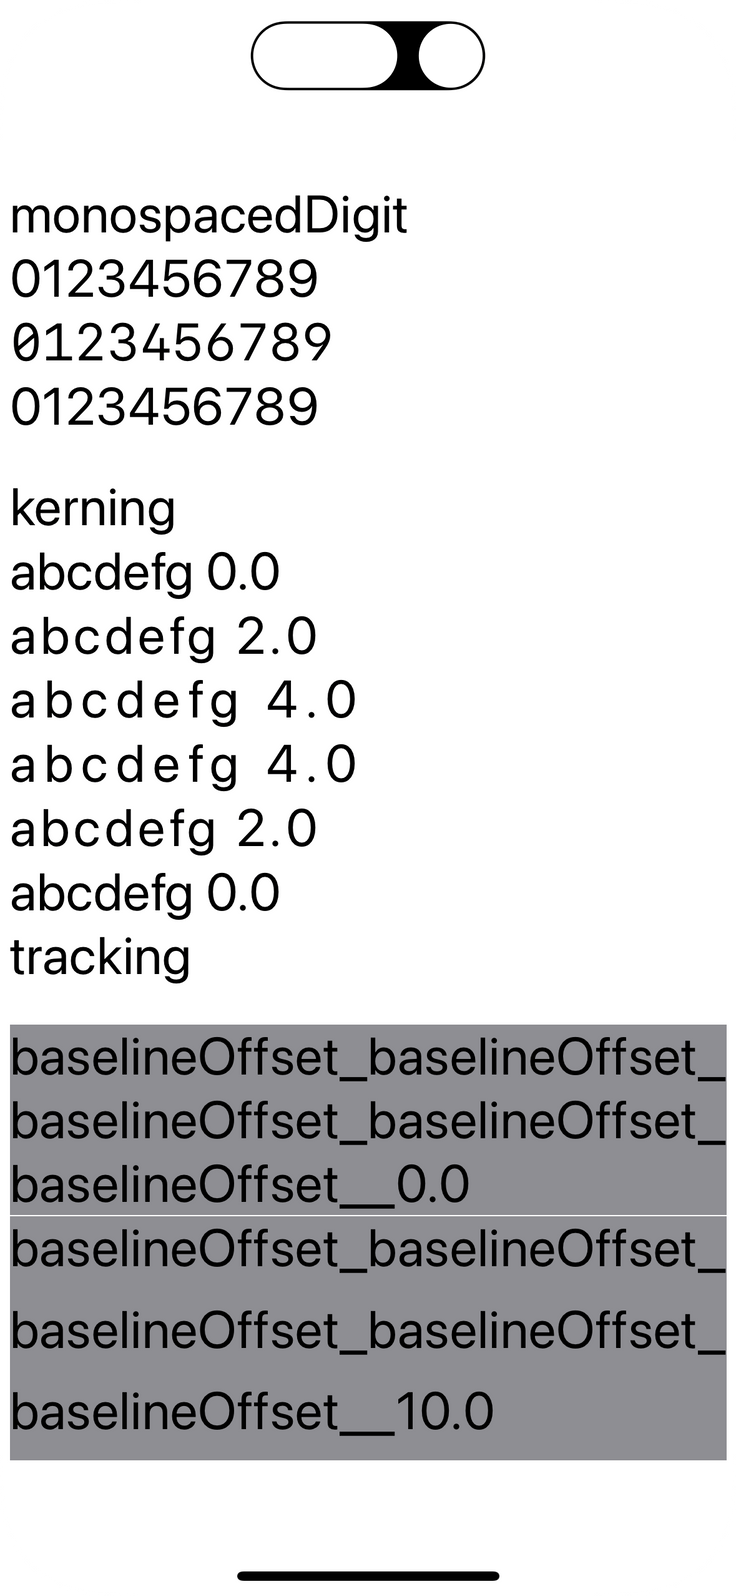 monospacedDigit
0123456789
0123456789
0123456789
kerning
abcdefg 0.0
abcdefg 2.0
abcdefg 4.0
abcdefg 4.0
abcdefg 2.0
abcdefg 0.0
tracking
baselineOffset_baselineOffset_
baselineOffset_baselineOffset_
baselineOffset__0.0
baselineOffset_baselineOffset_
baselineOffset_baselineOffset_
baselineOffset__10.0